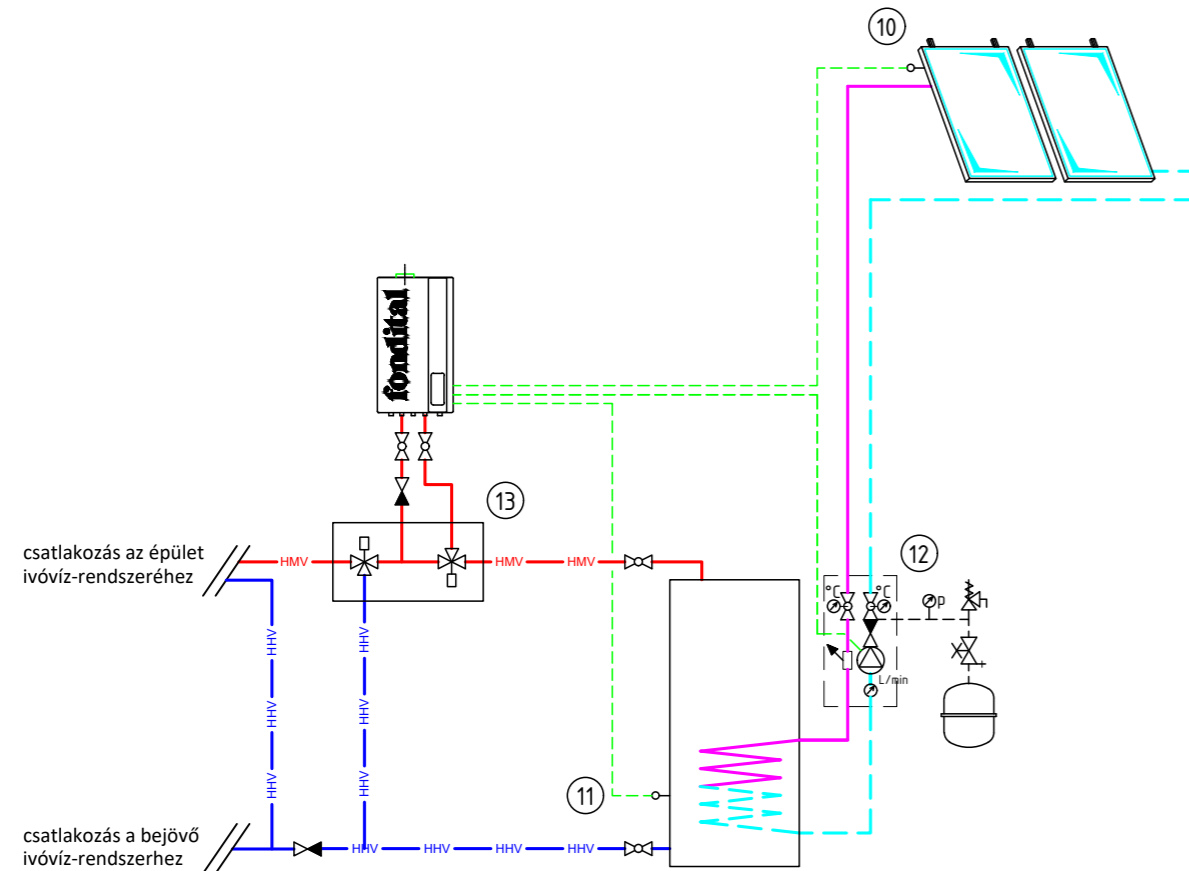 10
fondital
13
csatlakozás az épület
ivóvíz-rendszeréhez
HMV
HMV
HMV
12
°C
°C
p
HHV
HHV
HHV
HHV
L/min
HHV
HHV
11
csatlakozás a bejövő
ivóvíz-rendszerhez
HHV
HHV
HHV
HHV